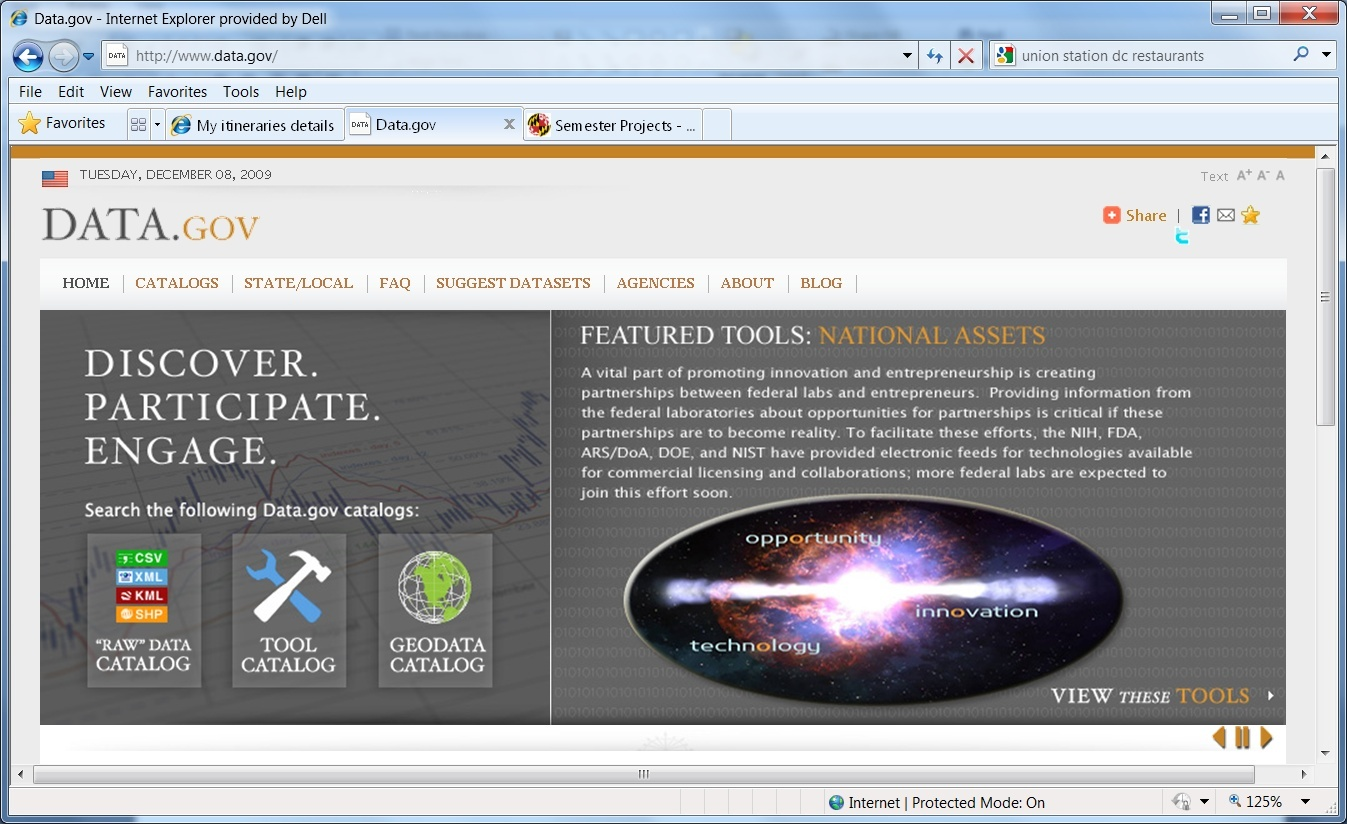 Data.gov - Internet Explorer provided by Dell
DATA http://www.data.gov/
union station dc restaurants
File Edit View Favorites Tools Help
Favorites
My itineraries details
DATA Data.gov
Semester Projects - ...
TUESDAY, DECEMBER 08, 2009
Text A+ A- A
DATA.GOV
Share |
HOME | CATALOGS | STATE/LOCAL | FAQ | SUGGEST DATASETS | AGENCIES | ABOUT | BLOG |
DISCOVER.
PARTICIPATE.
ENGAGE.
Search the following Data.gov catalogs:
CSV
XML
KML
SHP
"RAW" DATA
CATALOG
TOOL
CATALOG
GEODATA
CATALOG
FEATURED TOOLS: NATIONAL ASSETS
A vital part of promoting innovation and entrepreneurship is creating
partnerships between federal labs and entrepreneurs. Providing information from
the federal laboratories about opportunities for partnerships is critical if these
partnerships are to become reality. To facilitate these efforts, the NIH, FDA,
ARS/DoA, DOE, and NIST have provided electronic feeds for technologies available
for commercial licensing and collaborations; more federal labs are expected to
join this effort soon.
opportunity
innovation
technology
VIEW THESE TOOLS
Internet | Protected Mode: On
125%